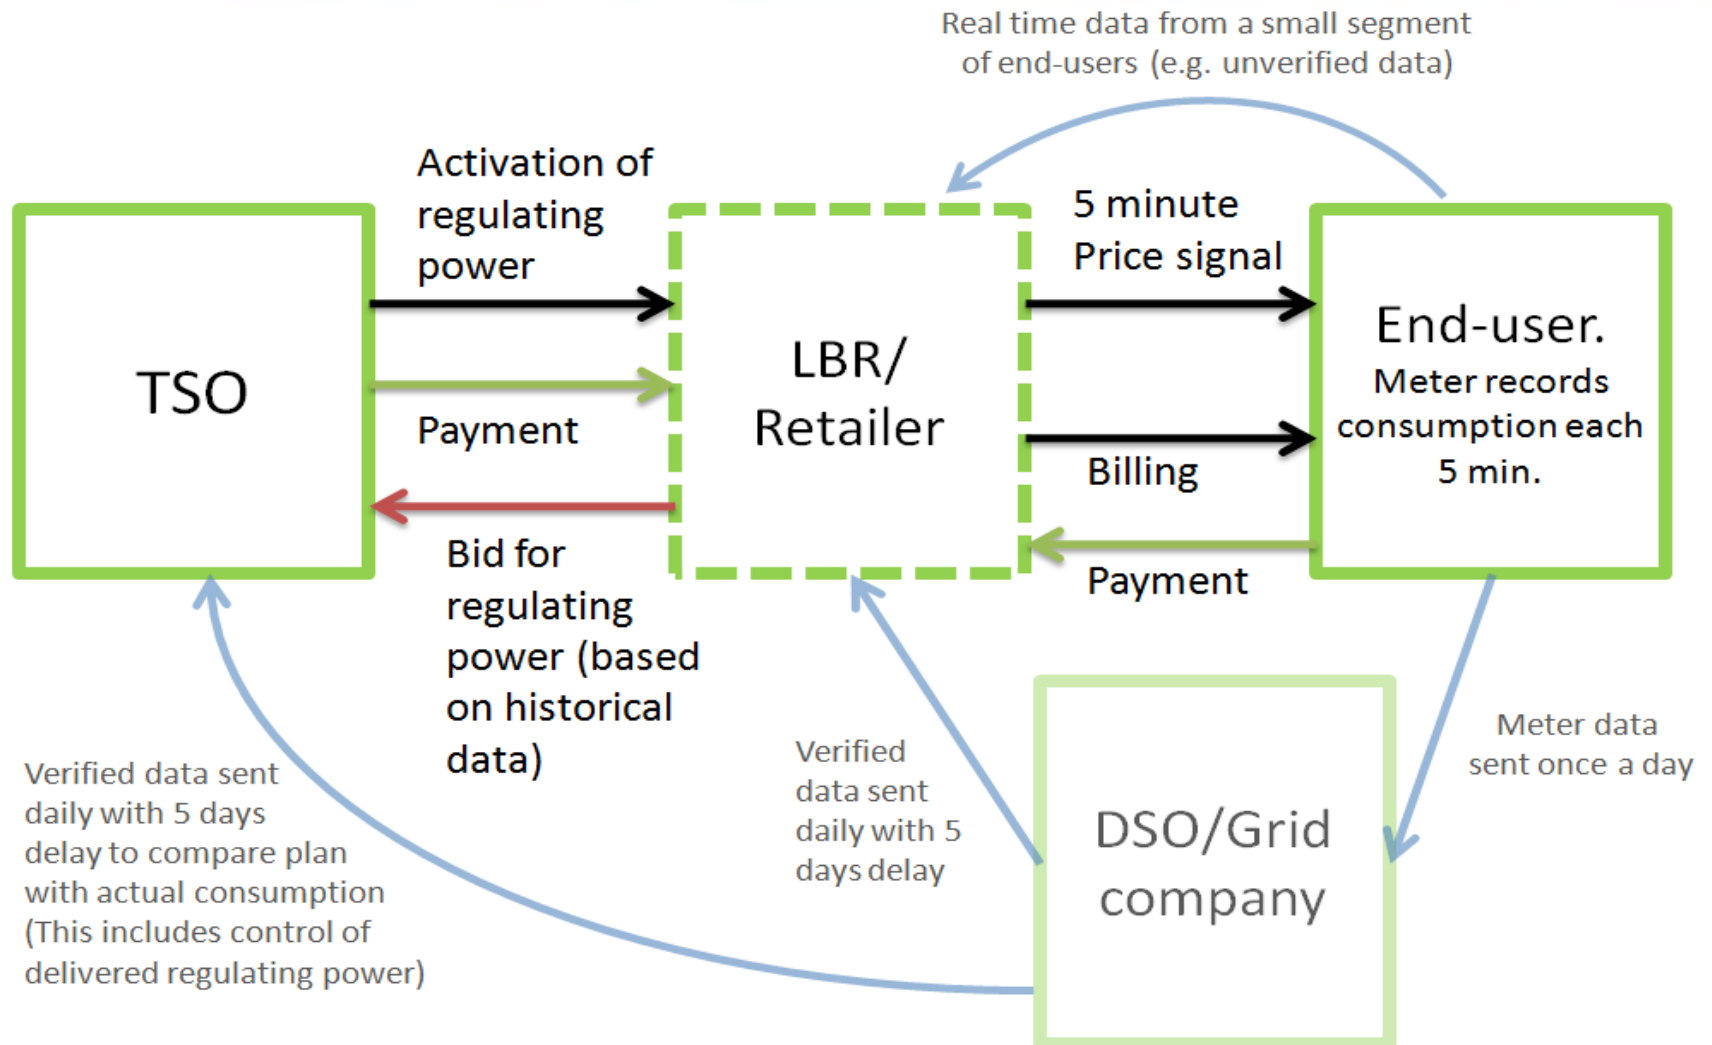 Real time data from a small segment
of end-users (e.g. unverified data)
Activation of
regulating
power
5 minute
Price signal
TSO
LBR/
Retailer
End-user.
Meter records
consumption each
5 min.
Payment
Billing
Bid for
regulating
power (based
on historical
data)
Payment
Verified data sent
daily with 5 days
delay to compare plan
with actual consumption
(This includes control of
delivered regulating power)
Verified
data sent
daily with 5
days delay
DSO/Grid
company
Meter data
sent once a day